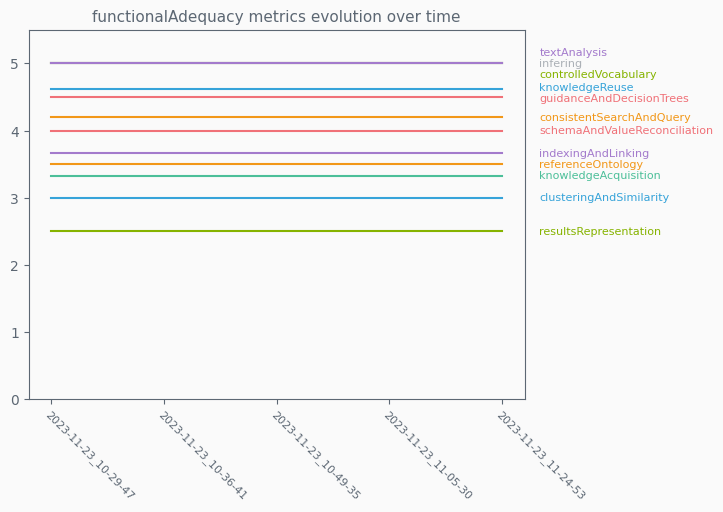 functionalAdequacy metrics evolution over time
5
4
3
2
1
0
textAnalysis
infering
controlledVocabulary
knowledgeReuse
guidanceAndDecisionTrees
consistentSearchAndQuery
schemaAndValueReconciliation
indexingAndLinking
referenceOntology
knowledgeAcquisition
clusteringAndSimilarity
resultsRepresentation
2023-11-23_10-29-47
2023-11-23_10-36-41
2023-11-23_10-49-35
2023-11-23_11-05-30
2023-11-23_11-24-53